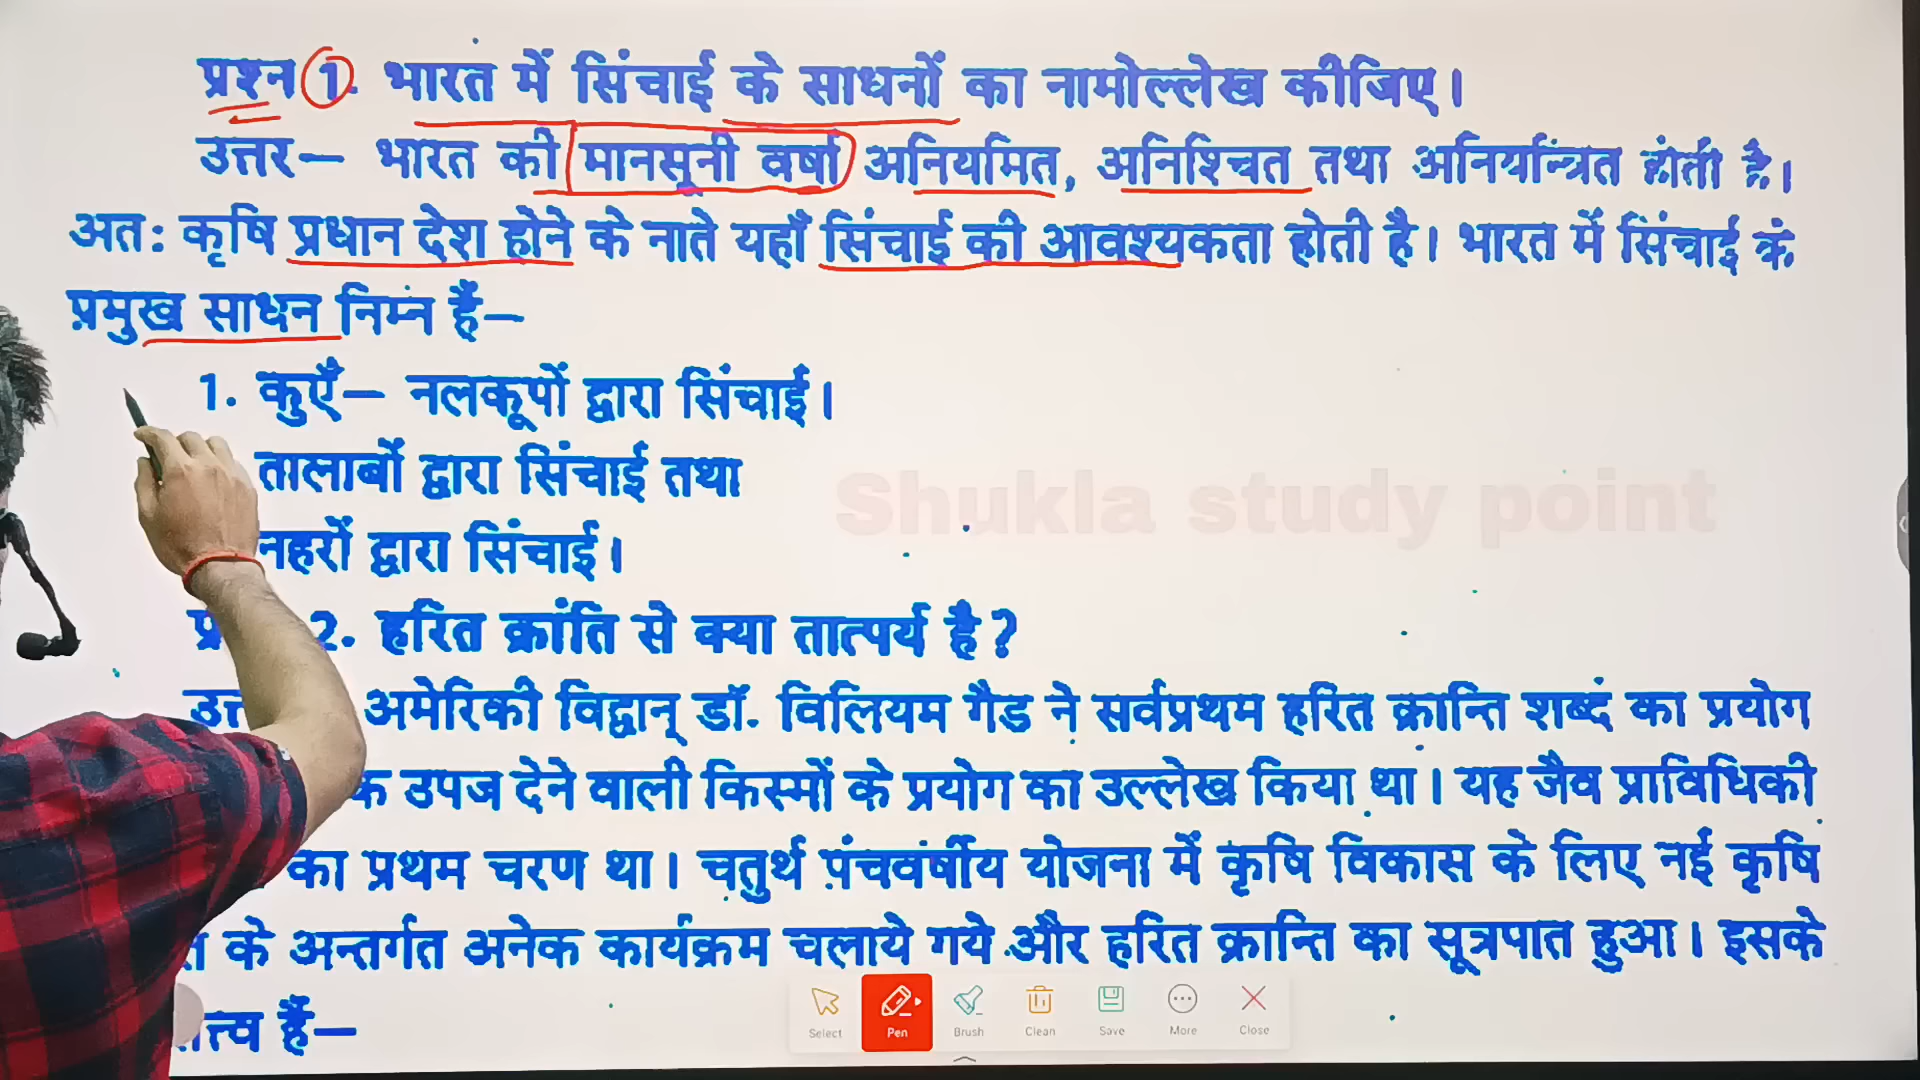 प्रश्न 1. भारत में सिंचाई के साधनों का नामोल्लेख कीजिए।
उत्तर— भारत की मानसूनी वर्षा अनियमित, अनिश्चित तथा अनियन्त्रित होती है।
अतः कृषि प्रधान देश होने के नाते यहाँ सिंचाई की आवश्यकता होती है। भारत में सिंचाई के
प्रमुख साधन निम्न हैं—
1. कुएँ— नलकूपों द्वारा सिंचाई।
तालाबों द्वारा सिंचाई तथा
Shukla study point
नहरों द्वारा सिंचाई।
2. हरित क्रांति से क्या तात्पर्य है?
अमेरिकी विद्वान् डॉ. विलियम गैड ने सर्वप्रथम हरित क्रान्ति शब्द का प्रयोग
उपज देने वाली किस्मों के प्रयोग का उल्लेख किया था। यह जैव प्राविधिकी
का प्रथम चरण था। चतुर्थ पंचवर्षीय योजना में कृषि विकास के लिए नई कृषि
के अन्तर्गत अनेक कार्यक्रम चलाये गये और हरित क्रान्ति का सूत्रपात हुआ। इसके
हैं—
Select Pen Brush Clean Save More Close